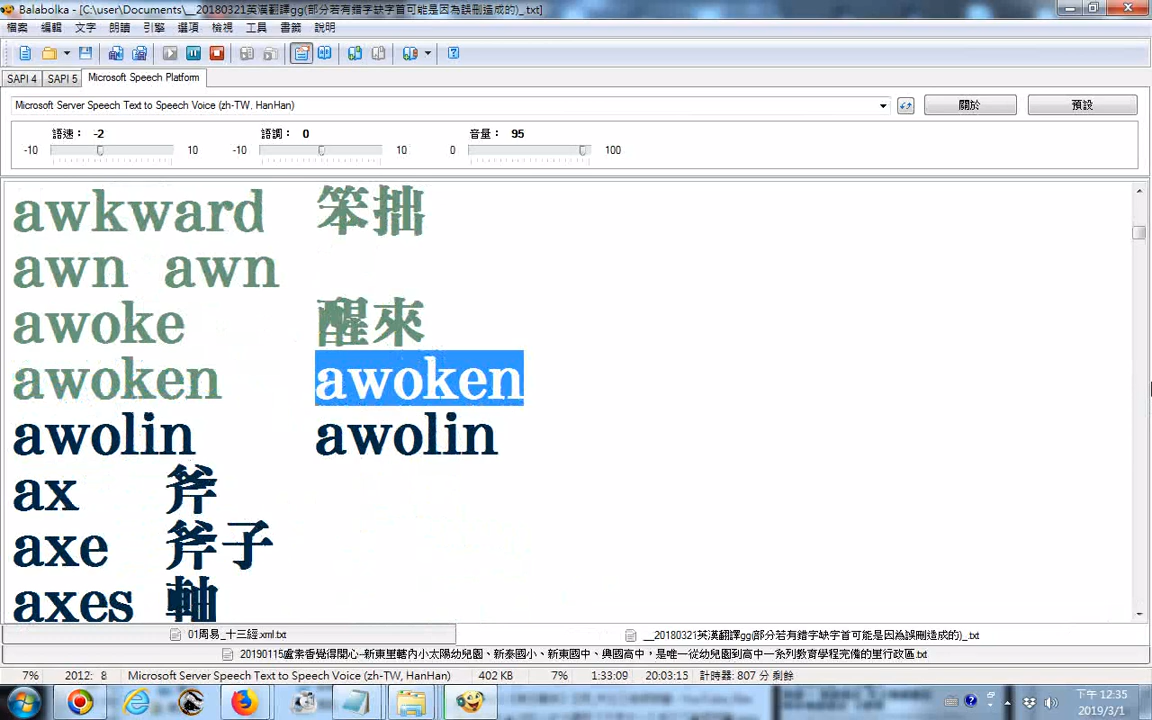 Balabolka - [C:\user\Documents\__20180321英漢翻譯gg(部分若有錯字缺字首可能是因為誤刪造成的)_.txt]
檔案 編輯 文字 朗讀 引擎 選項 檢視 工具 書籤 說明
SAPI 4 SAPI 5 Microsoft Speech Platform
Microsoft Server Speech Text to Speech Voice (zh-TW, HanHan) 關於 預設
語速： -2 語調： 0 音量： 95
-10 10 -10 10 0 100
awkward 笨拙
awn awn
awoke 醒來
awoken awoken
awolin awolin
ax 斧
axe 斧子
axes 軸
01周易_十三經.xml.txt __20180321英漢翻譯gg(部分若有錯字缺字首可能是因為誤刪造成的)_.txt
20190115盧素香覺得開心-新東里轄內小太陽幼兒園、新泰國小、新東國中、興國高中，是唯一從幼兒園到高中一系列教育學程完備的里行政區.txt
7% 2012: 8 Microsoft Server Speech Text to Speech Voice (zh-TW, HanHan) 402 KB 7% 1:33:09 20:03:15 計時器: 807 分 剩餘
下午 12:35
2019/3/1